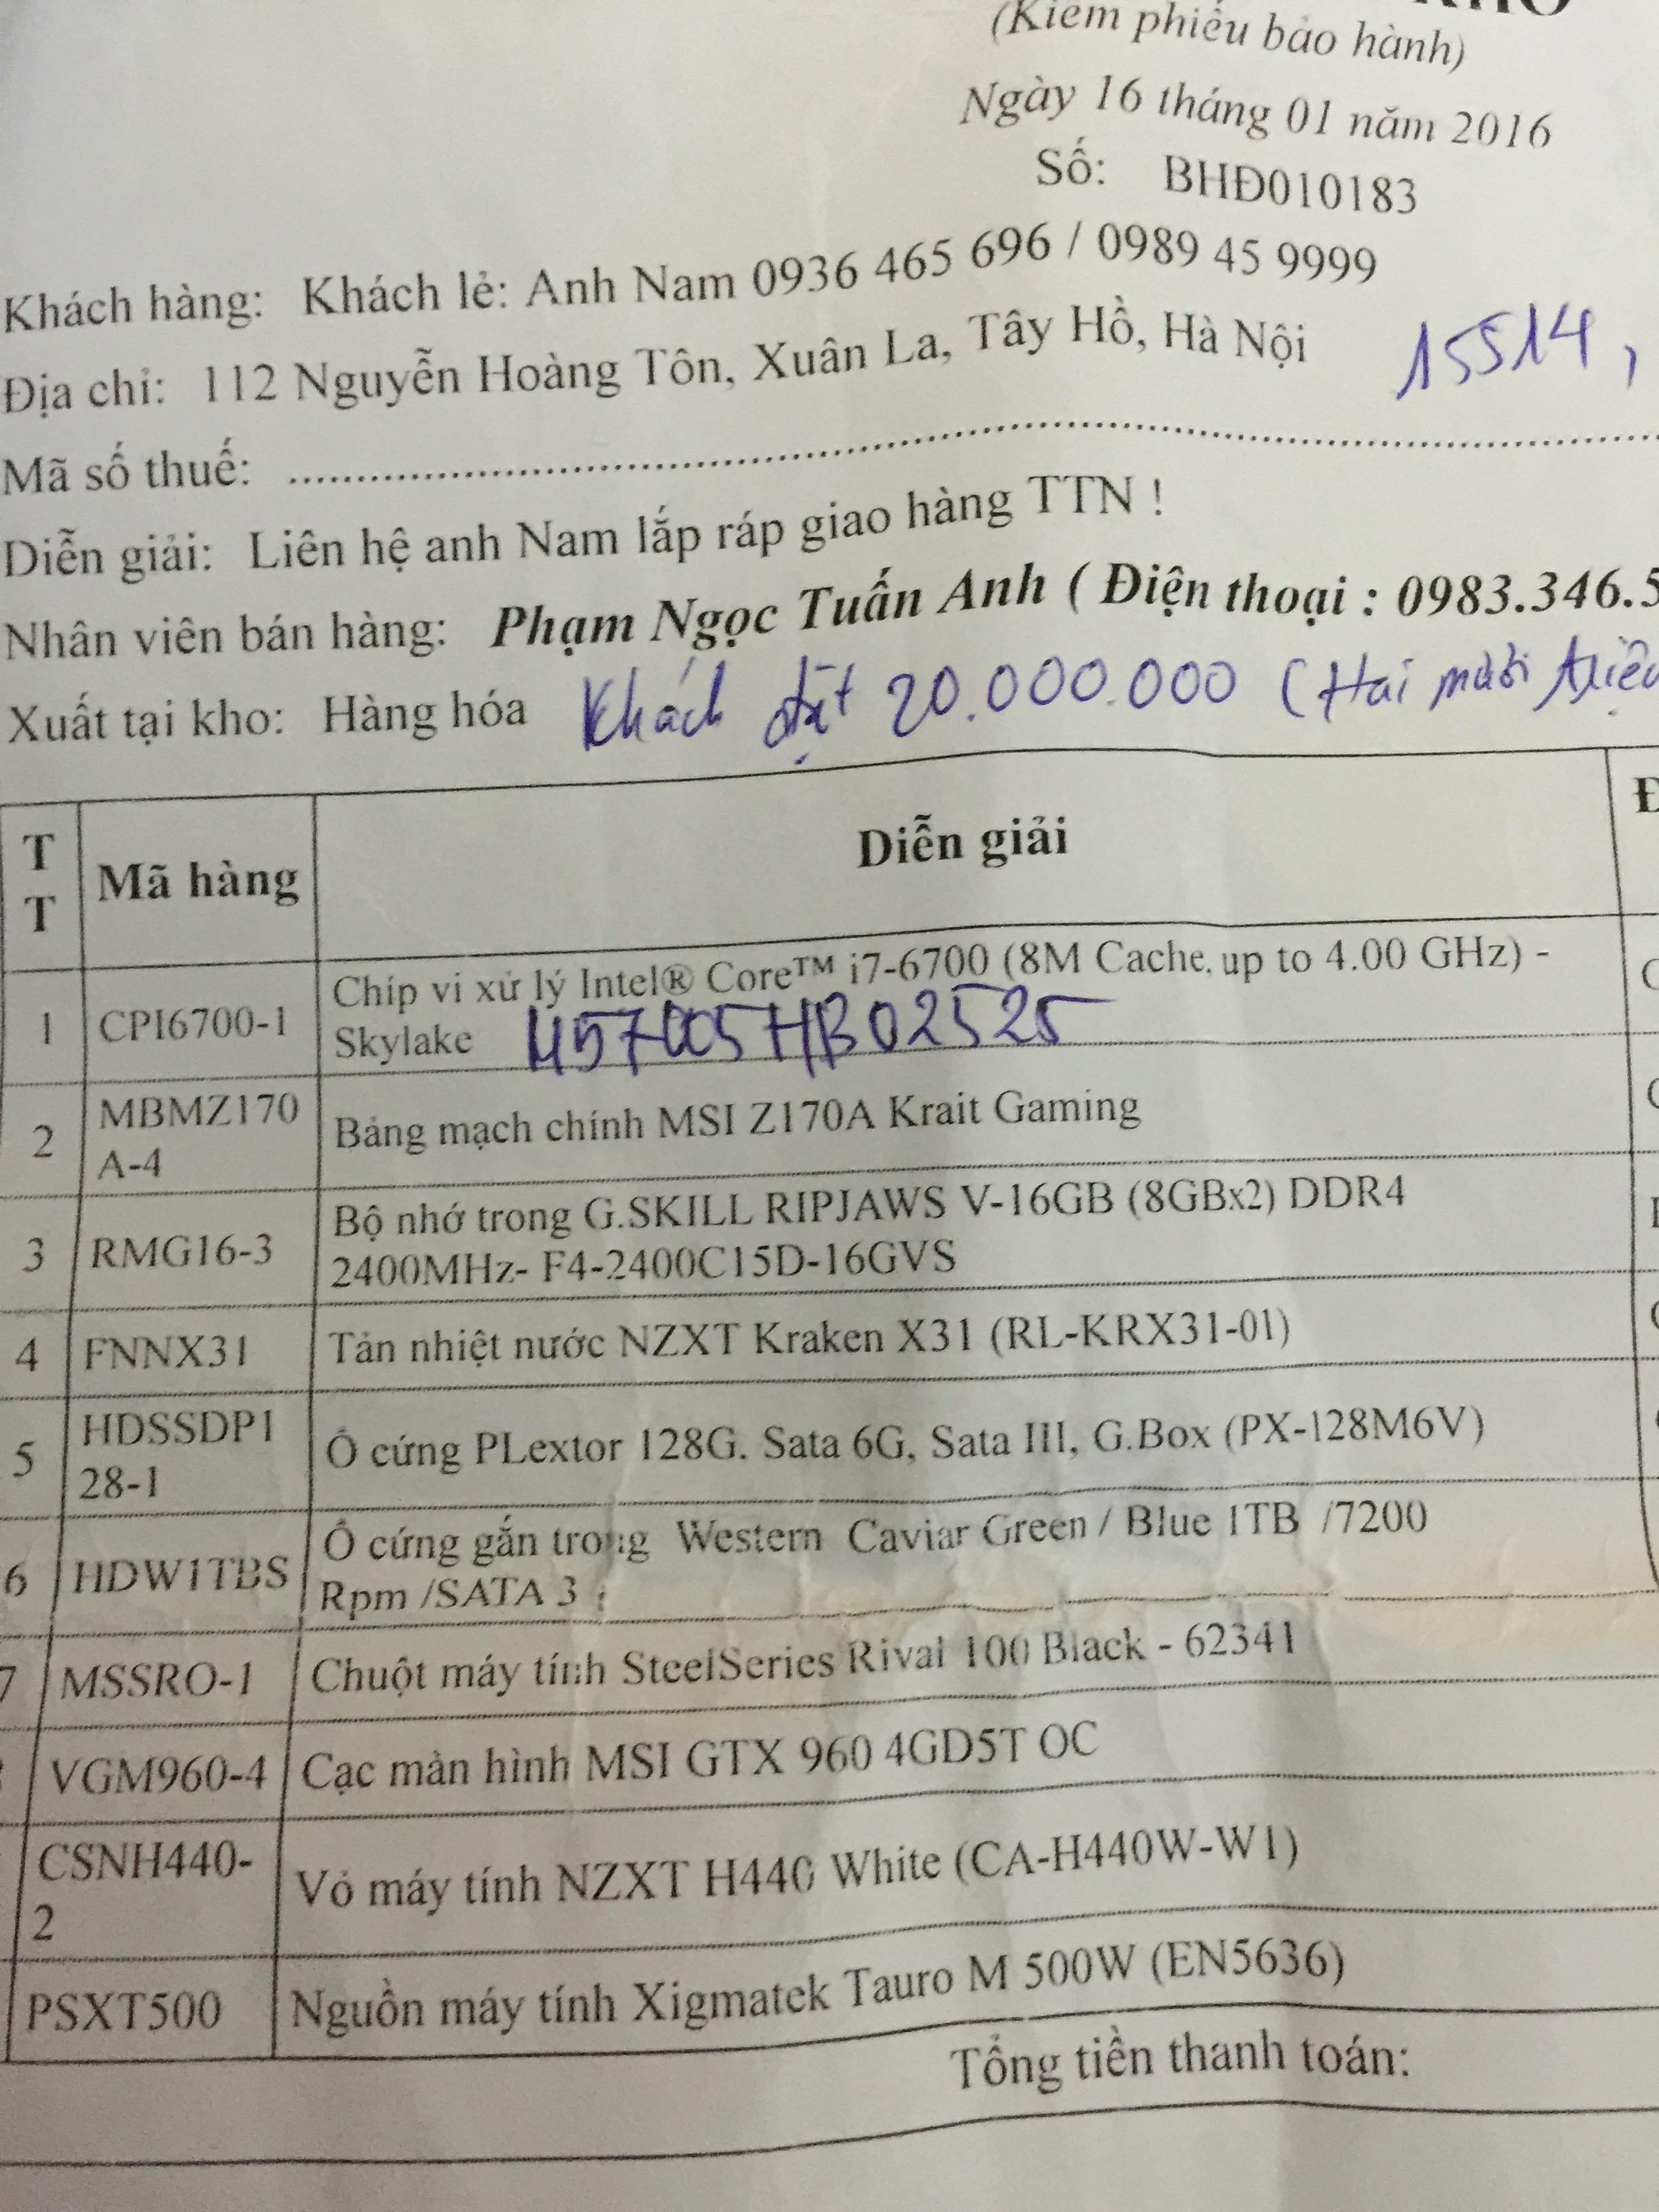 (Kiêm phiếu bảo hành)
Ngày 16 tháng 01 năm 2016
Số: BHĐ010183
Khách hàng: Khách lẻ: Anh Nam 0936 465 696 / 0989 45 9999
Địa chỉ: 112 Nguyễn Hoàng Tôn, Xuân La, Tây Hồ, Hà Nội
15514,
Mã số thuế:
Diễn giải: Liên hệ anh Nam lắp ráp giao hàng TTN !
Nhân viên bán hàng: Phạm Ngọc Tuấn Anh ( Điện thoại : 0983.346.5
Xuất tại kho: Hàng hóa Khách đặt 20.000.000 (Hai mươi triệu
TT Mã hàng Diễn giải
1 CPI6700-1 Chíp vi xử lý Intel® Core™ i7-6700 (8M Cache, up to 4.00 GHz) -
Skylake
2 MBMZ170 Bảng mạch chính MSI Z170A Krait Gaming
A-4
3 RMG16-3 Bộ nhớ trong G.SKILL RIPJAWS V-16GB (8GBx2) DDR4
2400MHz- F4-2400C15D-16GVS
4 FNNX31 Tản nhiệt nước NZXT Kraken X31 (RL-KRX31-01)
5 HDSSDP1 Ổ cứng PLextor 128G. Sata 6G, Sata III, G.Box (PX-128M6V)
28-1
6 HDW1TBS Ổ cứng gắn trong Western Caviar Green / Blue 1TB /7200
Rpm /SATA 3
7 MSSRO-1 Chuột máy tính SteelSeries Rival 100 Black - 62341
VGM960-4 Cạc màn hình MSI GTX 960 4GD5T OC
CSNH440- Vỏ máy tính NZXT H440 White (CA-H440W-W1)
2
PSXT500 Nguồn máy tính Xigmatek Tauro M 500W (EN5636)
Tổng tiền thanh toán: